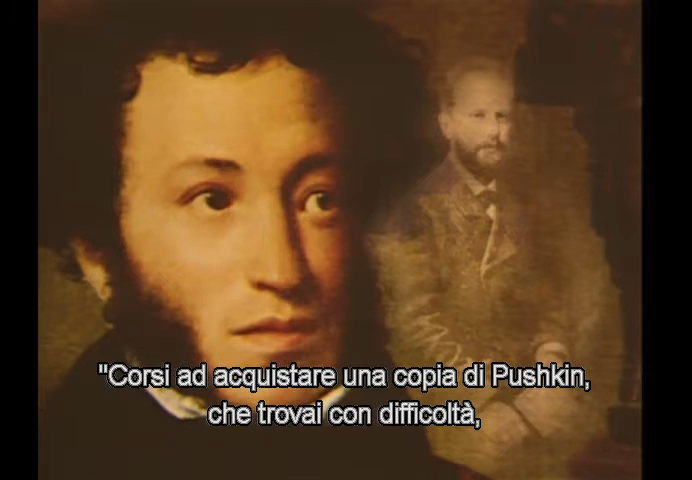 "Corsi ad acquistare una copia di Pushkin,
che trovai con difficoltà,